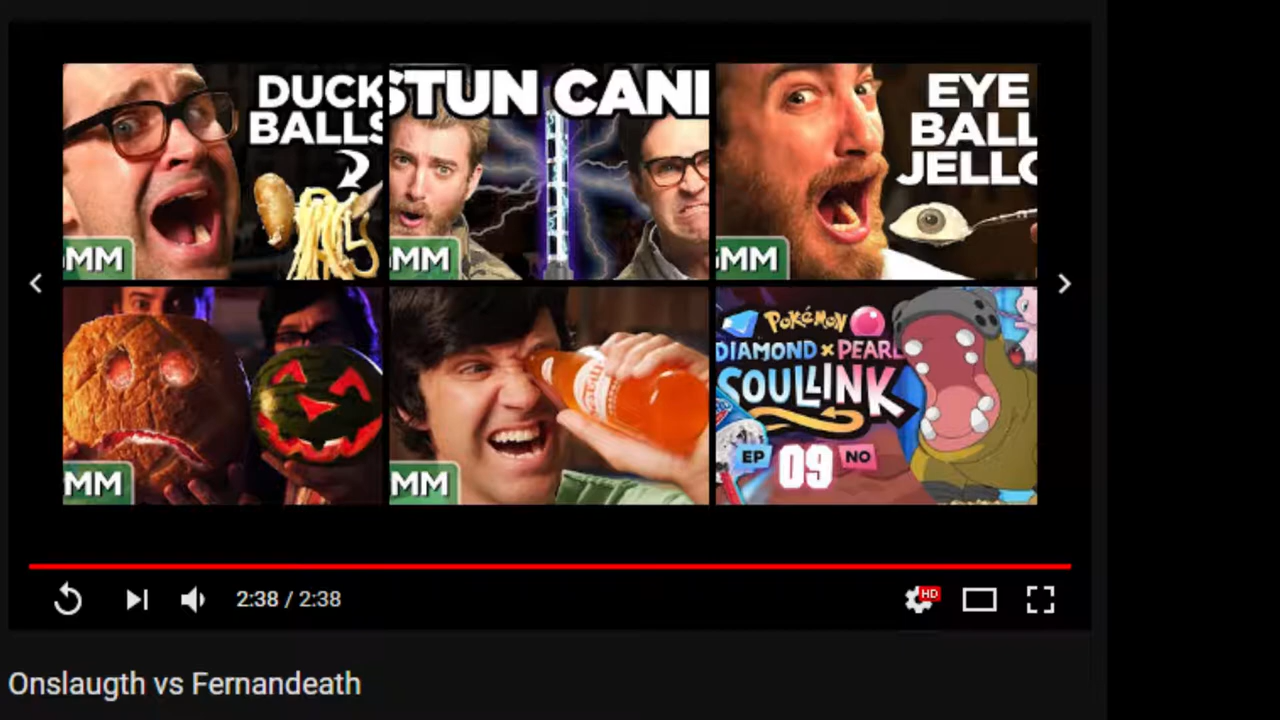 DUCK
BALLS
MM
STUN CAN
MM
EYE
BALL
JELLO
MM
MM
MM
POKÉMON
DIAMOND × PEARL
SOULLINK
EP 09 NO
2:38 / 2:38
HD
Onslaugth vs Fernandeath